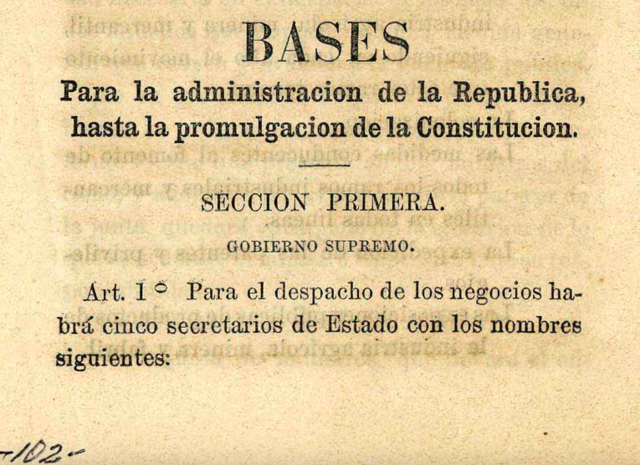 BASES
Para la administracion de la Republica,
hasta la promulgacion de la Constitucion.
SECCION PRIMERA.
GOBIERNO SUPREMO.
Art. 1º Para el despacho de los negocios ha-
brá cinco secretarios de Estado con los nombres
siguientes:
-102-